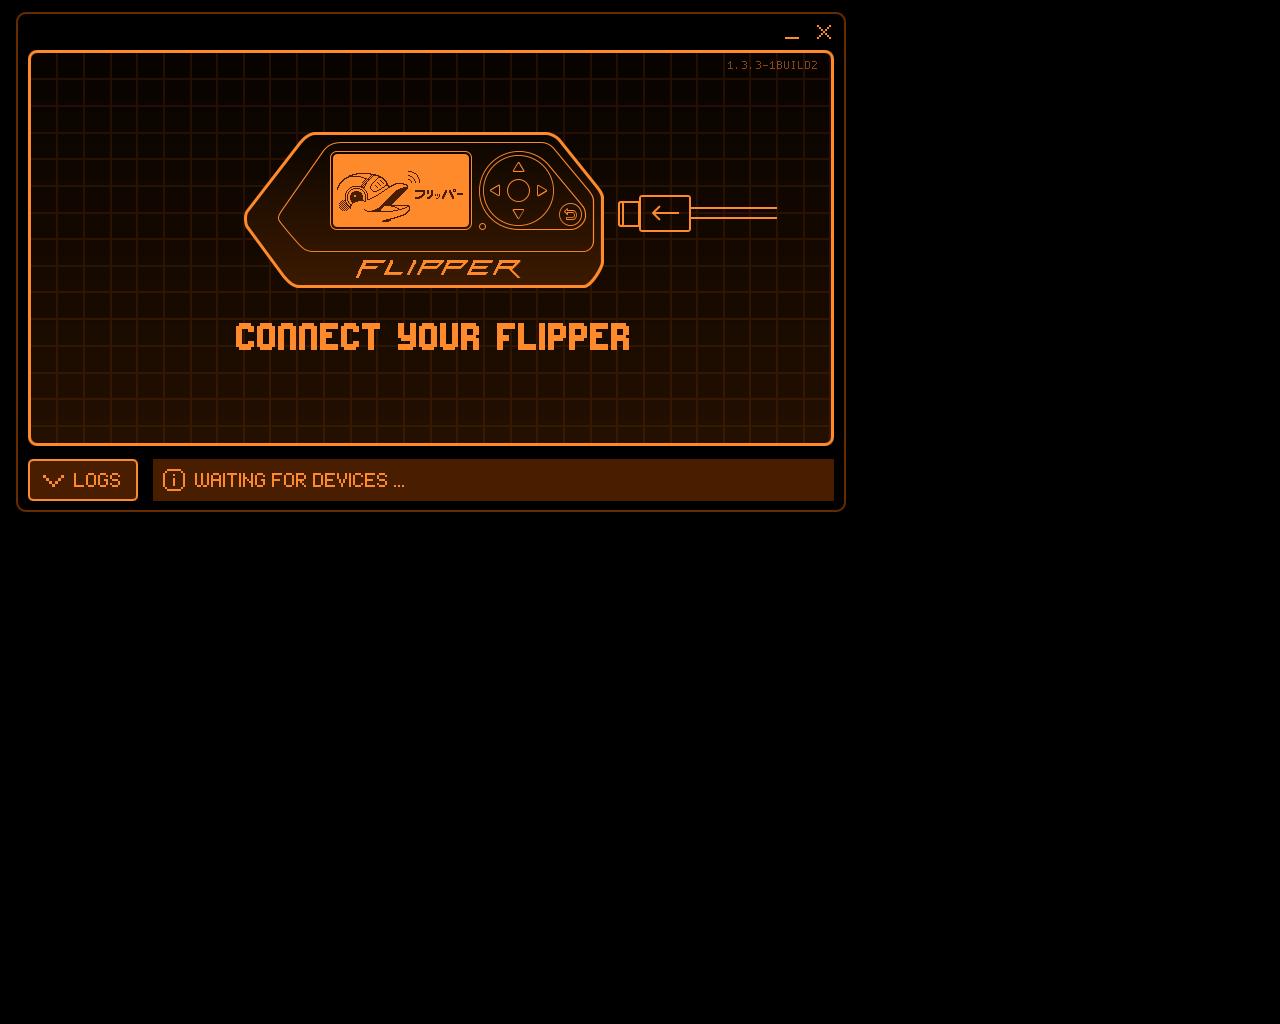 1.3.3-1BUILD2
フリッパー
FLIPPER
CONNECT YOUR FLIPPER
LOGS
WAITING FOR DEVICES ...